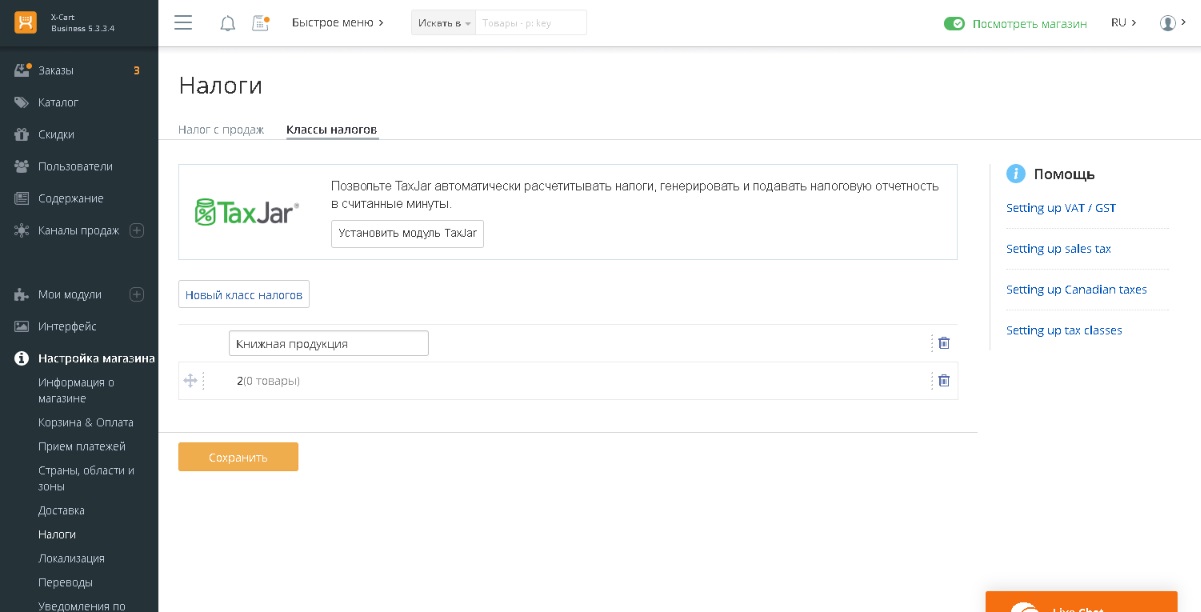 X-Cart
Business 5.3.3.4
Быстрое меню
Искать в
Товары - pi key
Посмотреть магазин
RU
Заказы
3
Каталог
Скидки
Пользователи
Содержание
Каналы продаж
Мои модули
Интерфейс
Настройка магазина
Информация о
магазине
Корзина & Оплата
Прием платежей
Страны, области и
зоны
Доставка
Налоги
Локализация
Переводы
Уведомления по
Налоги
Налог с продаж
Классы налогов
TaxJar®
Позвольте TaxJar автоматически расчетитывать налоги, генерировать и подавать налоговую отчетность
в считанные минуты.
Установить модуль TaxJar
Новый класс налогов
Книжная продукция
2(0 товары)
Сохранить
Помощь
Setting up VAT / GST
Setting up sales tax
Setting up Canadian taxes
Setting up tax classes
Live Chat